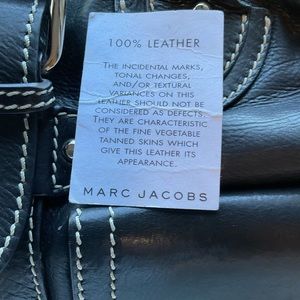 100% LEATHER
THE INCIDENTAL MARKS,
TONAL CHANGES,
AND/OR TEXTURAL
VARIANCES ON THIS
LEATHER SHOULD NOT BE
CONSIDERED AS DEFECTS.
THEY ARE CHARACTERISTIC
OF THE FINE VEGETABLE
TANNED SKINS WHICH
GIVE THIS LEATHER ITS
APPEARANCE.
MARC JACOBS